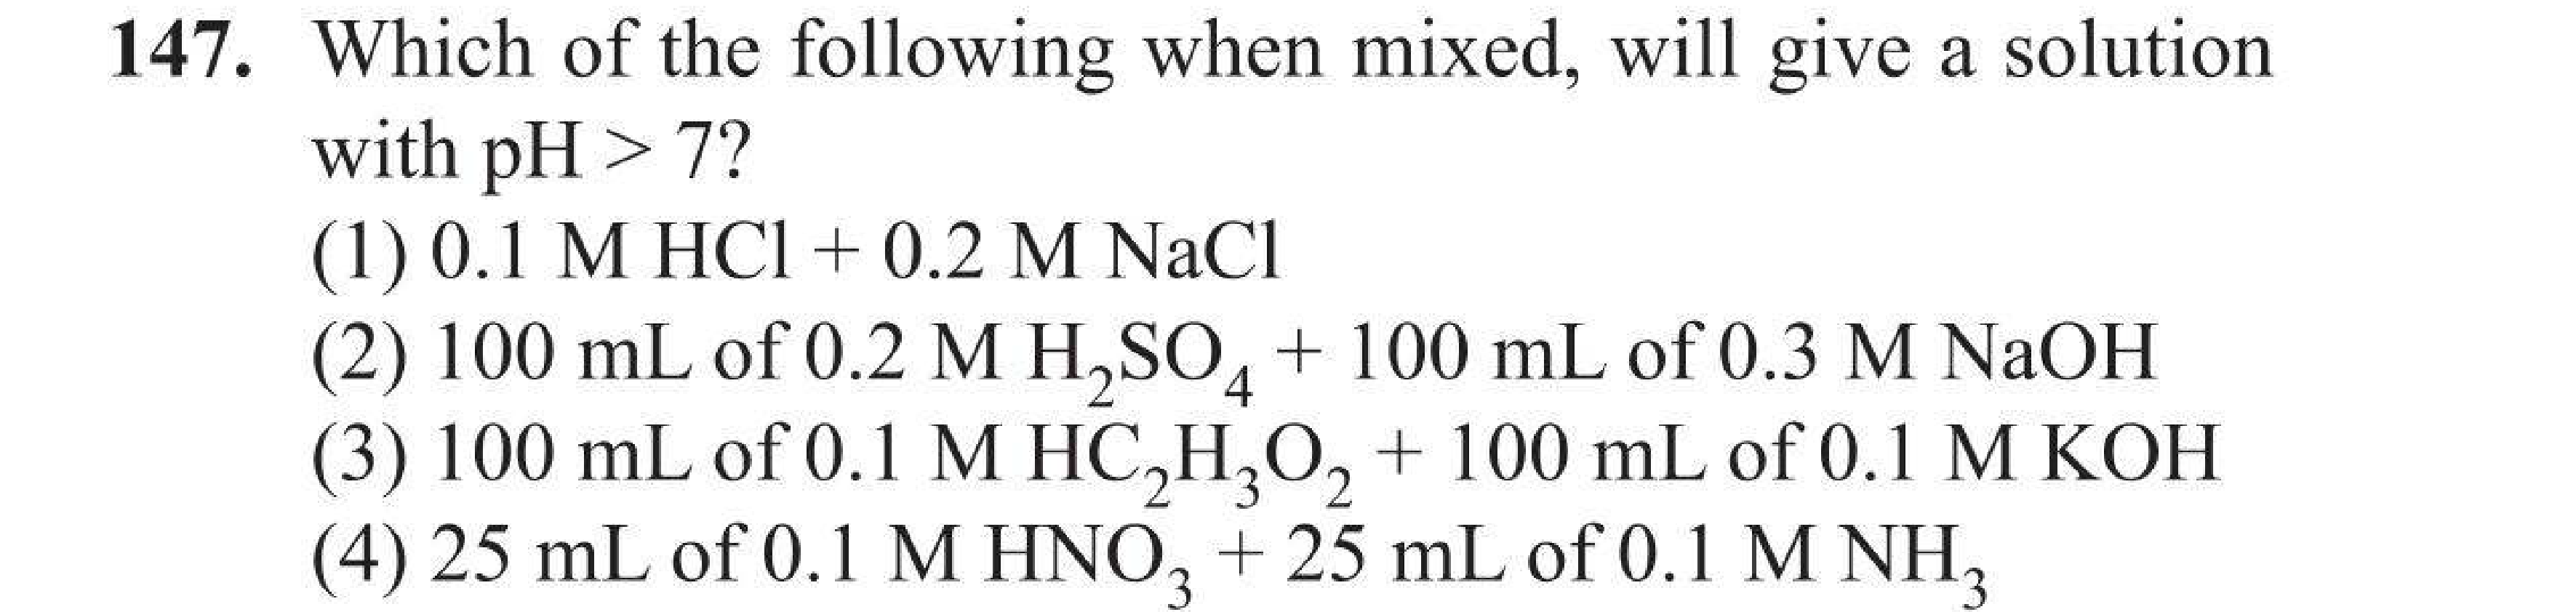 147. Which of the following when mixed, will give a solution
with pH > 7?
(1) 0.1 M HCl + 0.2 M NaCl
(2) 100 mL of 0.2 M H₂SO₄ + 100 mL of 0.3 M NaOH
(3) 100 mL of 0.1 M HC₂H₃O₂ + 100 mL of 0.1 M KOH
(4) 25 mL of 0.1 M HNO₃ + 25 mL of 0.1 M NH₃